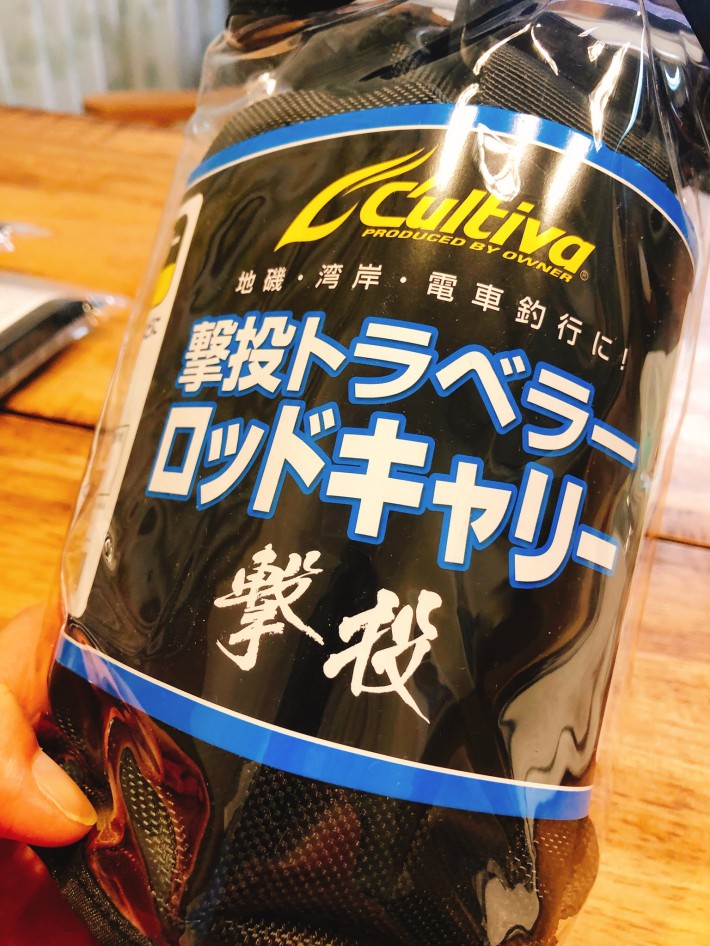 Cultiva
PRODUCED BY OWNER®
地磯・湾岸・電車釣行に!
撃投トラベラー
ロッドキャリー
撃投